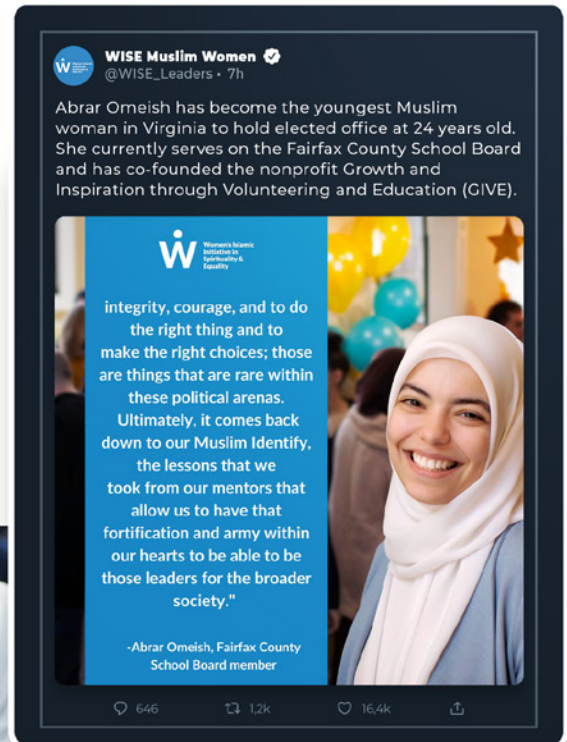 WISE Muslim Women
@WISE_Leaders • 7h
Abrar Omeish has become the youngest Muslim
woman in Virginia to hold elected office at 24 years old.
She currently serves on the Fairfax County School Board
and has co-founded the nonprofit Growth and
Inspiration through Volunteering and Education (GIVE).
Women's Islamic
Initiative in
Spirituality &
Equality
integrity, courage, and to do
the right thing and to
make the right choices; those
are things that are rare within
these political arenas.
Ultimately, it comes back
down to our Muslim Identify,
the lessons that we
took from our mentors that
allow us to have that
fortification and army within
our hearts to be able to be
those leaders for the broader
society."
-Abrar Omeish, Fairfax County
School Board member
646 1,2k 16,4k